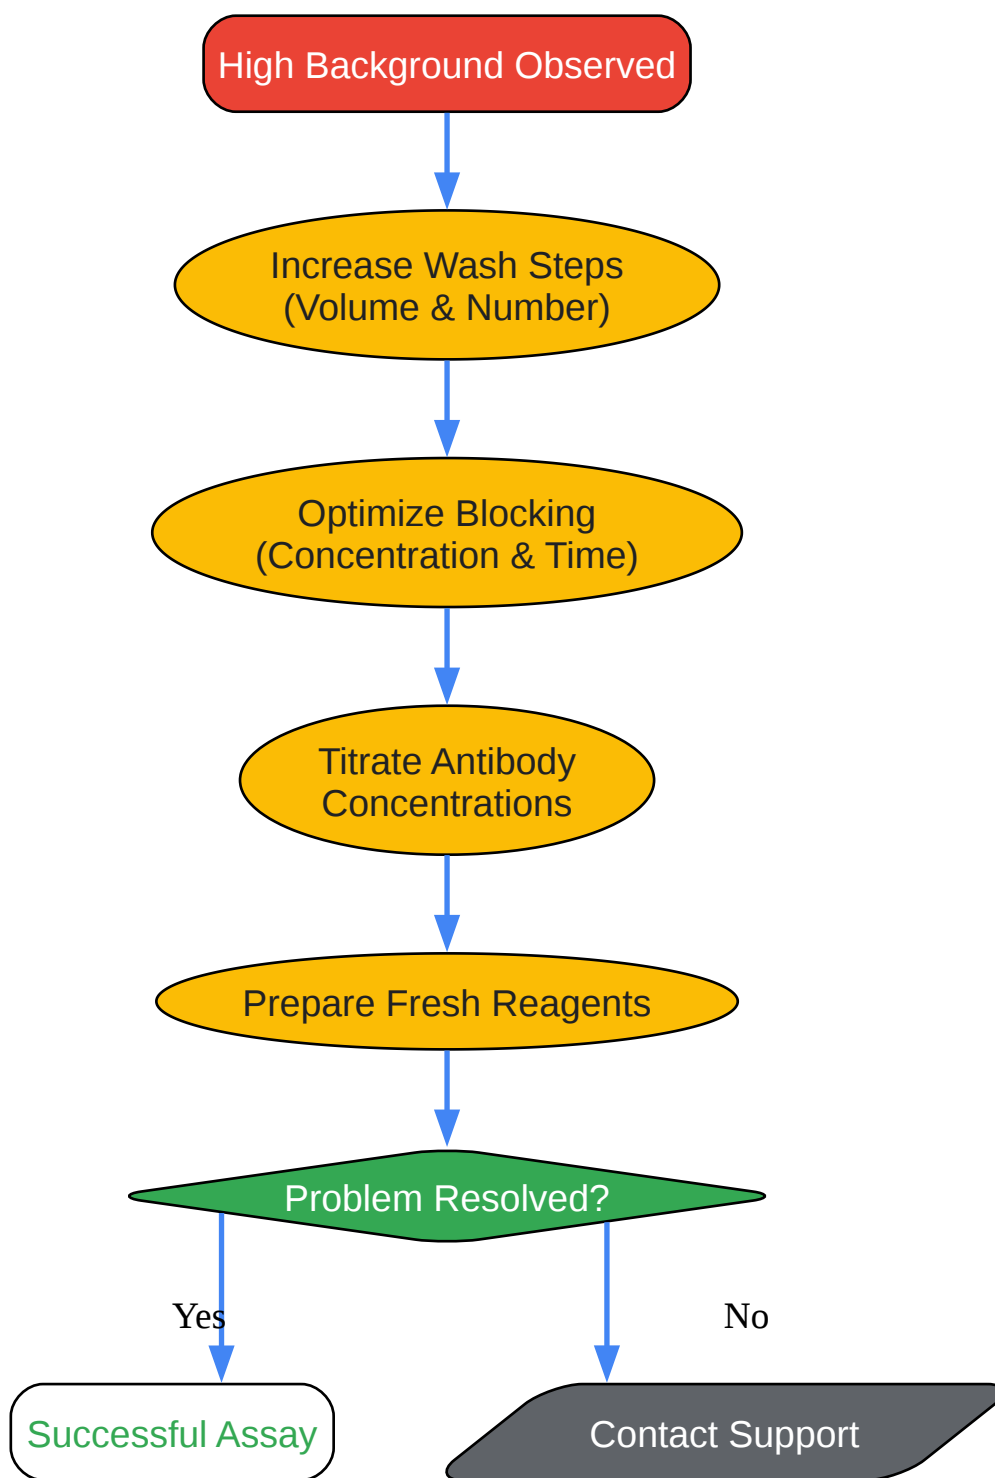 High Background Observed
Increase Wash Steps
(Volume & Number)
Optimize Blocking
(Concentration & Time)
Titrate Antibody
Concentrations
Prepare Fresh Reagents
Problem Resolved?
Yes
No
Successful Assay
Contact Support